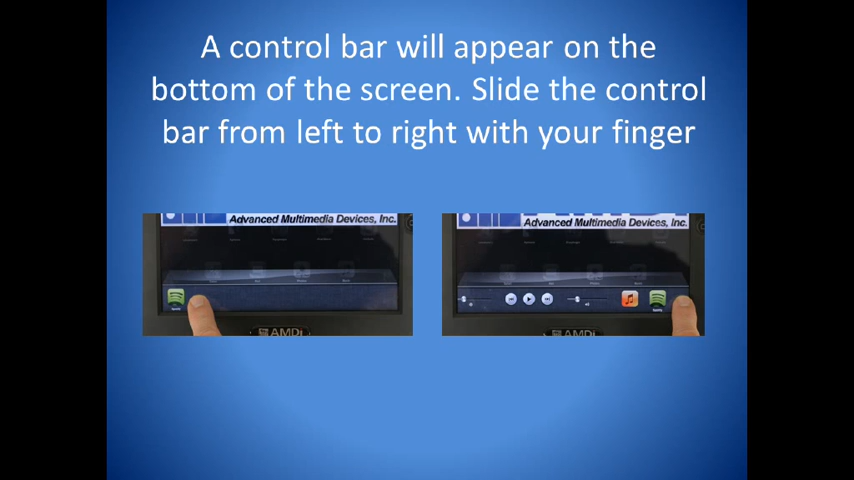 A control bar will appear on the
bottom of the screen. Slide the control
bar from left to right with your finger
Advanced Multimedia Devices, Inc.
Advanced Multimedia Devices, Inc.
AMDi
AMDi